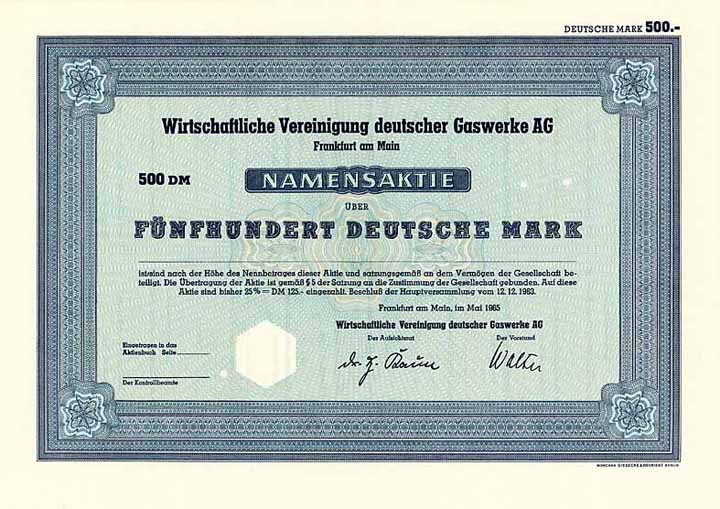 DEUTSCHE MARK 500.-
Wirtschaftliche Vereinigung deutscher Gaswerke AG
Frankfurt am Main
500 DM
NAMENSAKTIE
ÜBER
FÜNFHUNDERT DEUTSCHE MARK
ist/sind nach der Höhe des Nennbetrages dieser Aktie und satzungsgemäß an dem Vermögen der Gesellschaft be-
teiligt. Die Übertragung der Aktie ist gemäß § 5 der Satzung an die Zustimmung der Gesellschaft gebunden. Auf diese
Aktie sind bisher 25% = DM 125.- eingezahlt. Beschluß der Hauptversammlung vom 12. 12. 1963.
Frankfurt am Main, im Mai 1965
Wirtschaftliche Vereinigung deutscher Gaswerke AG
Der Aufsichtsrat Der Vorstand
Eingetragen in das
Aktienbuch Seite
Walter
Der Kontrollbeamte
MÜNCHEN GIESECKE & DEVRIENT BERLIN